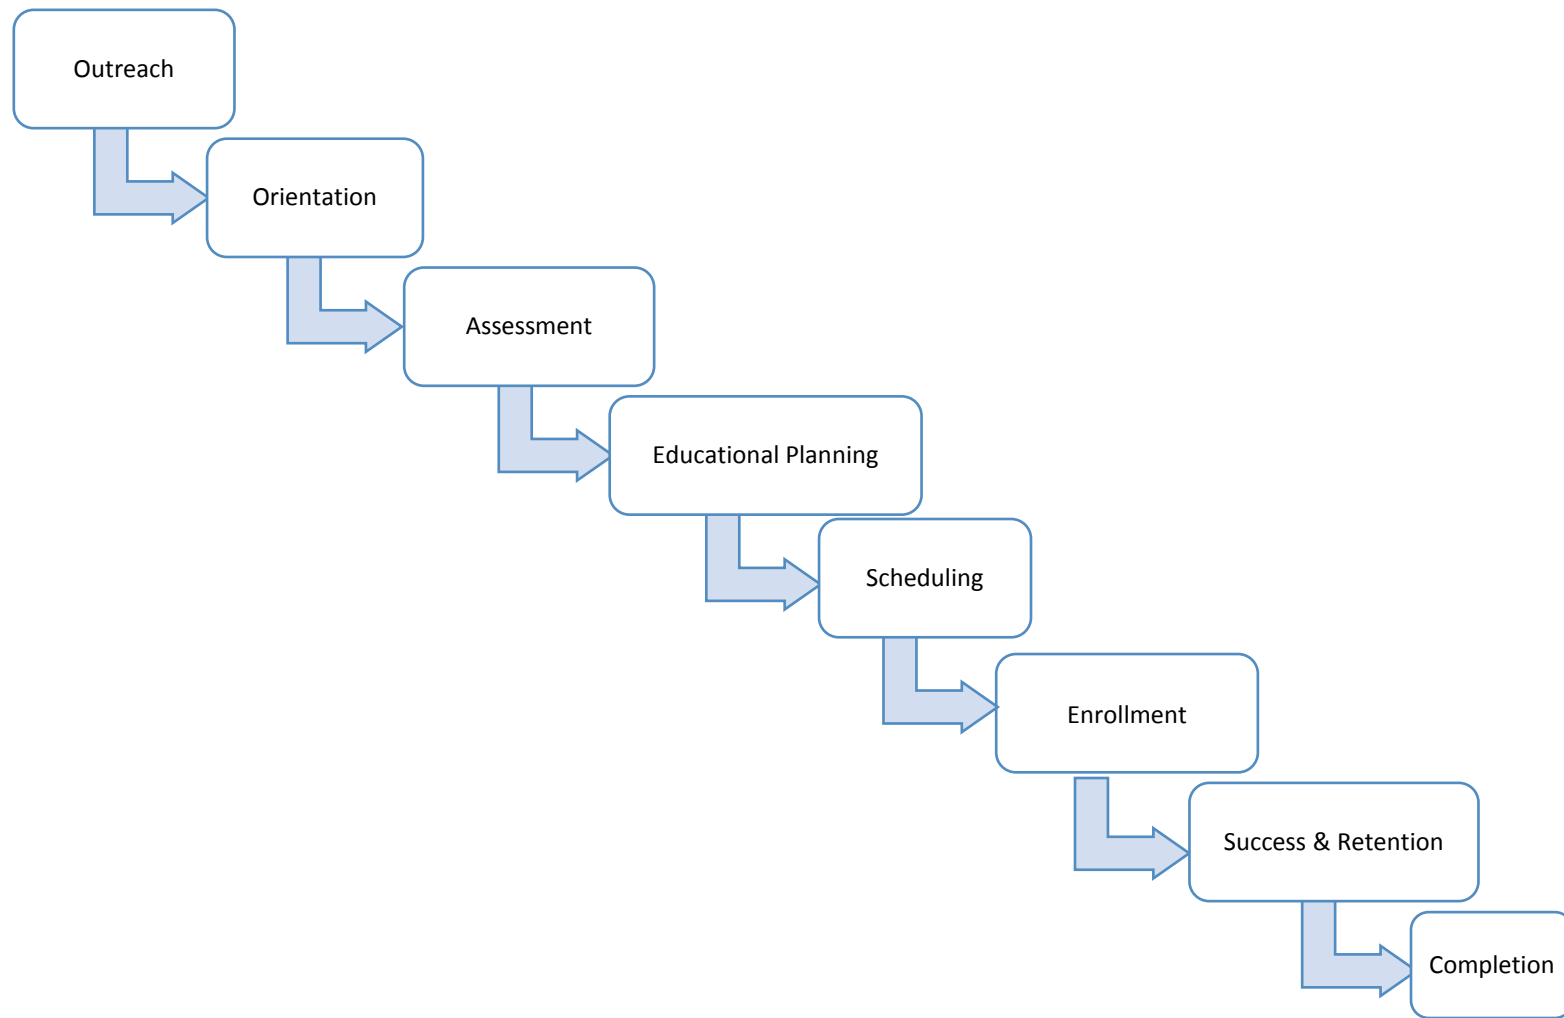 Outreach
Orientation
Assessment
Educational Planning
Scheduling
Enrollment
Success & Retention
Completion